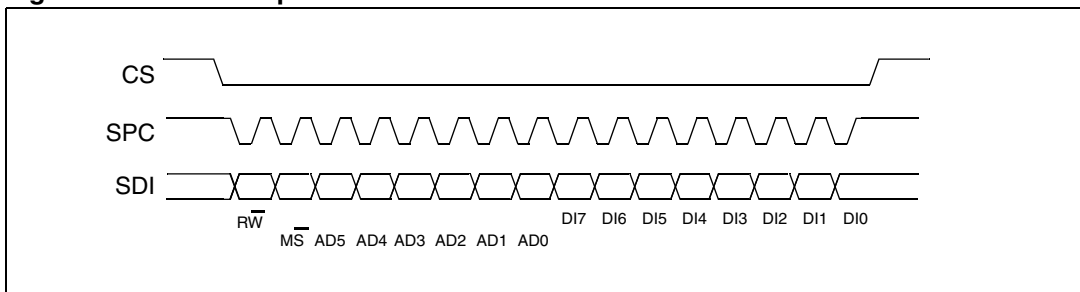 CS
SPC
SDI
RW DI7 DI6 DI5 DI4 DI3 DI2 DI1 DI0
MS AD5 AD4 AD3 AD2 AD1 AD0